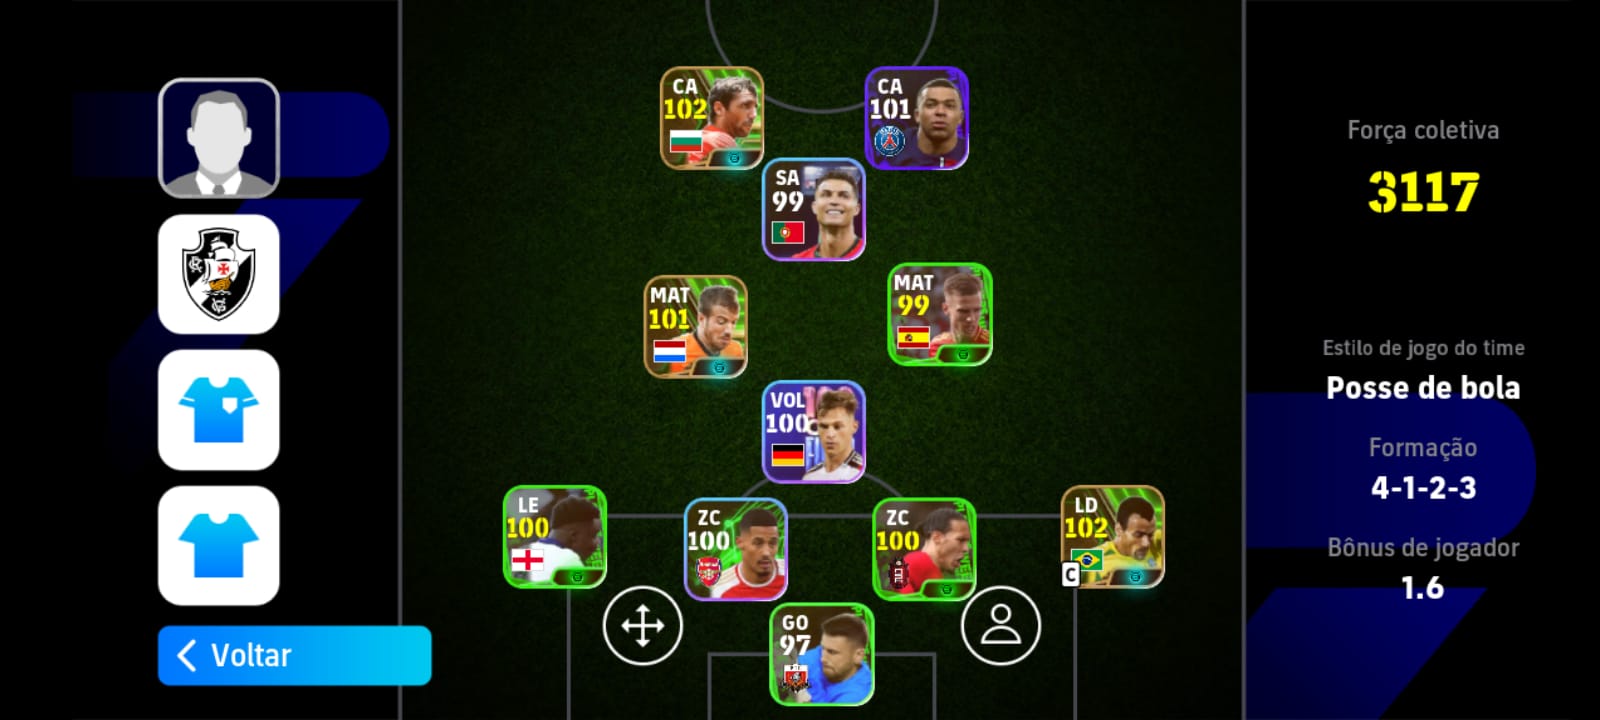 CA
102
CA
101
SA
99
MAT
101
MAT
99
VOL
100
LE
100
ZC
100
ZC
100
LD
102
C
GO
97
Voltar
Força coletiva
3117
Estilo de jogo do time
Posse de bola
Formação
4-1-2-3
Bônus de jogador
1.6